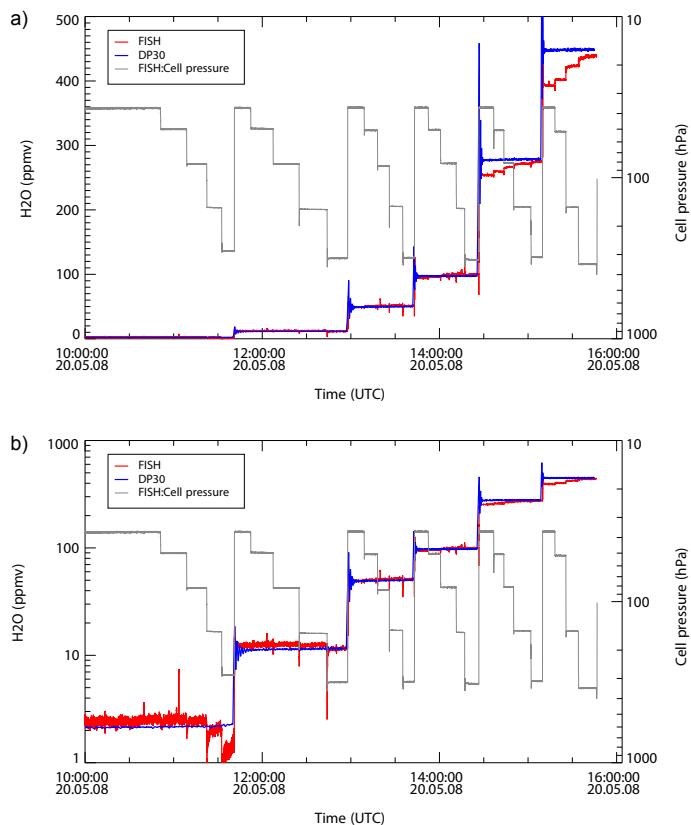 a)
500
400
300
200
100
0
H2O (ppmv)
FISH
DP30
FISH:Cell pressure
10
100
1000
Cell pressure (hPa)
10:00:00 12:00:00 14:00:00 16:00:00
20.05.08 20.05.08 20.05.08 20.05.08
Time (UTC)
b)
1000
100
10
1
H2O (ppmv)
FISH
DP30
FISH:Cell pressure
10
100
1000
Cell pressure (hPa)
10:00:00 12:00:00 14:00:00 16:00:00
20.05.08 20.05.08 20.05.08 20.05.08
Time (UTC)